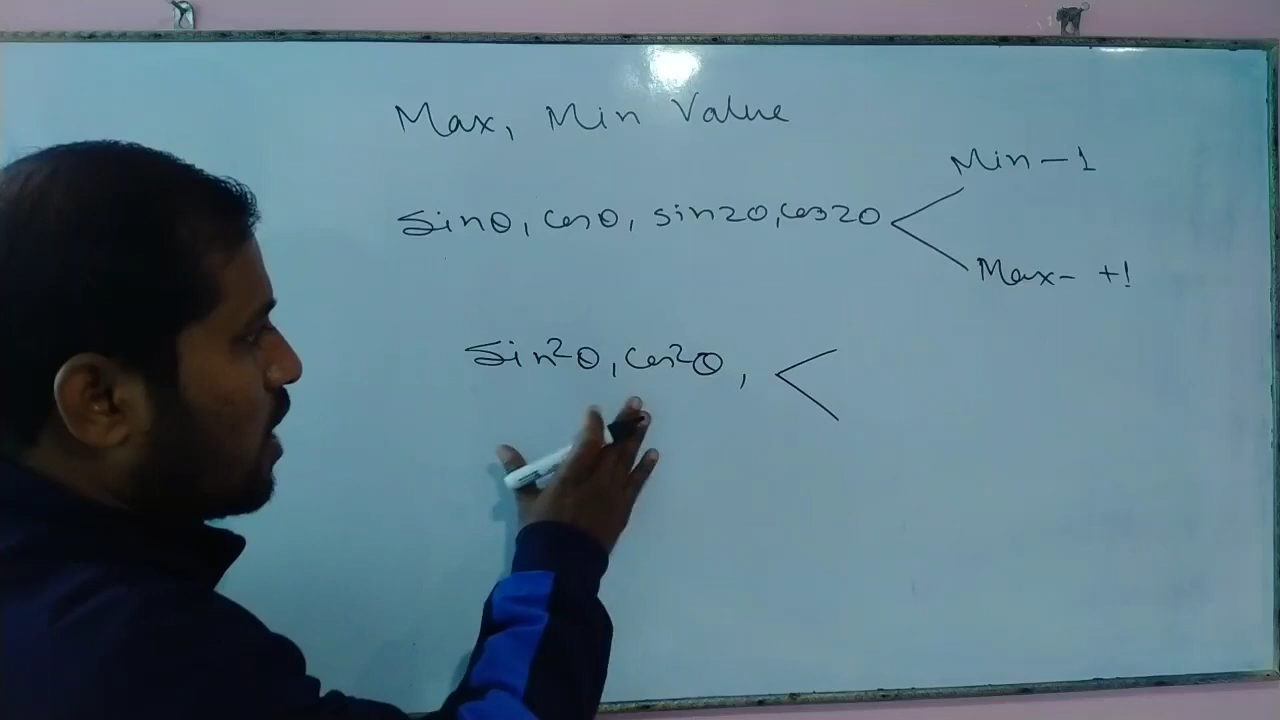 Max, Min Value
Min - 1
sinθ, cosθ, sin2θ, cos2θ
Max - +1
sin²θ, cos²θ,